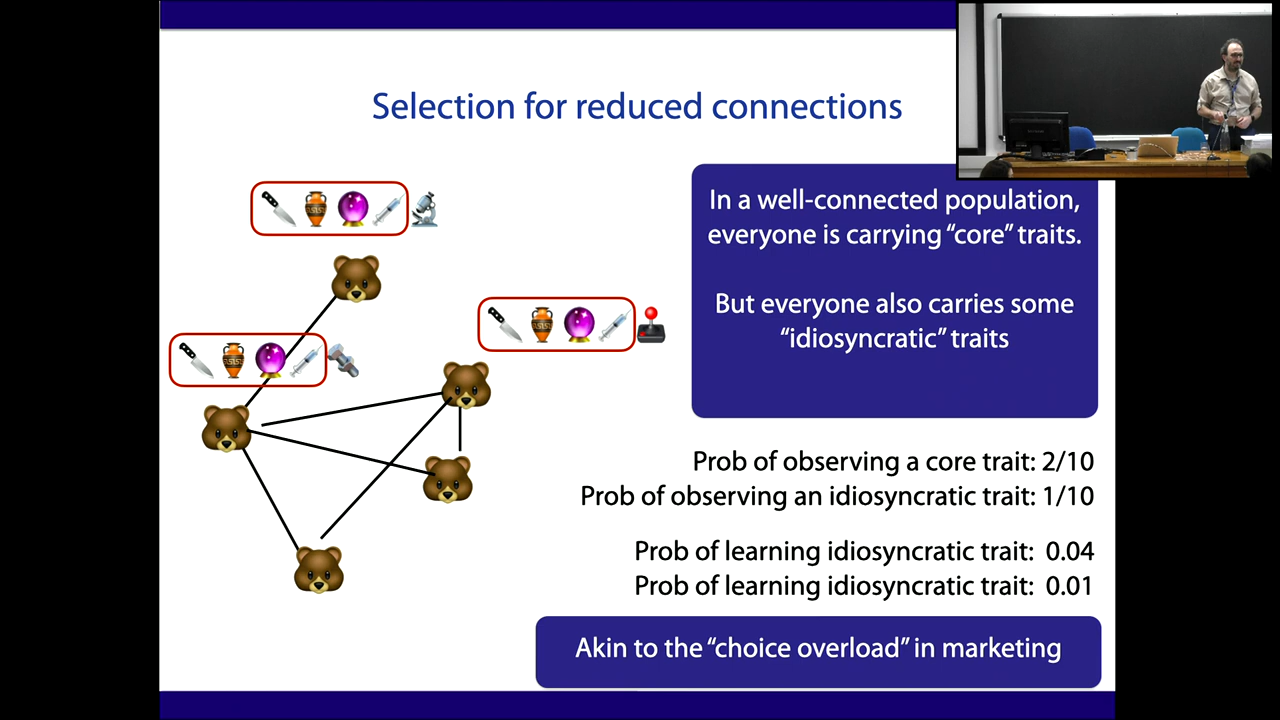 Selection for reduced connections
In a well-connected population,
everyone is carrying “core” traits.
But everyone also carries some
“idiosyncratic” traits
Prob of observing a core trait: 2/10
Prob of observing an idiosyncratic trait: 1/10
Prob of learning idiosyncratic trait: 0.04
Prob of learning idiosyncratic trait: 0.01
Akin to the “choice overload” in marketing